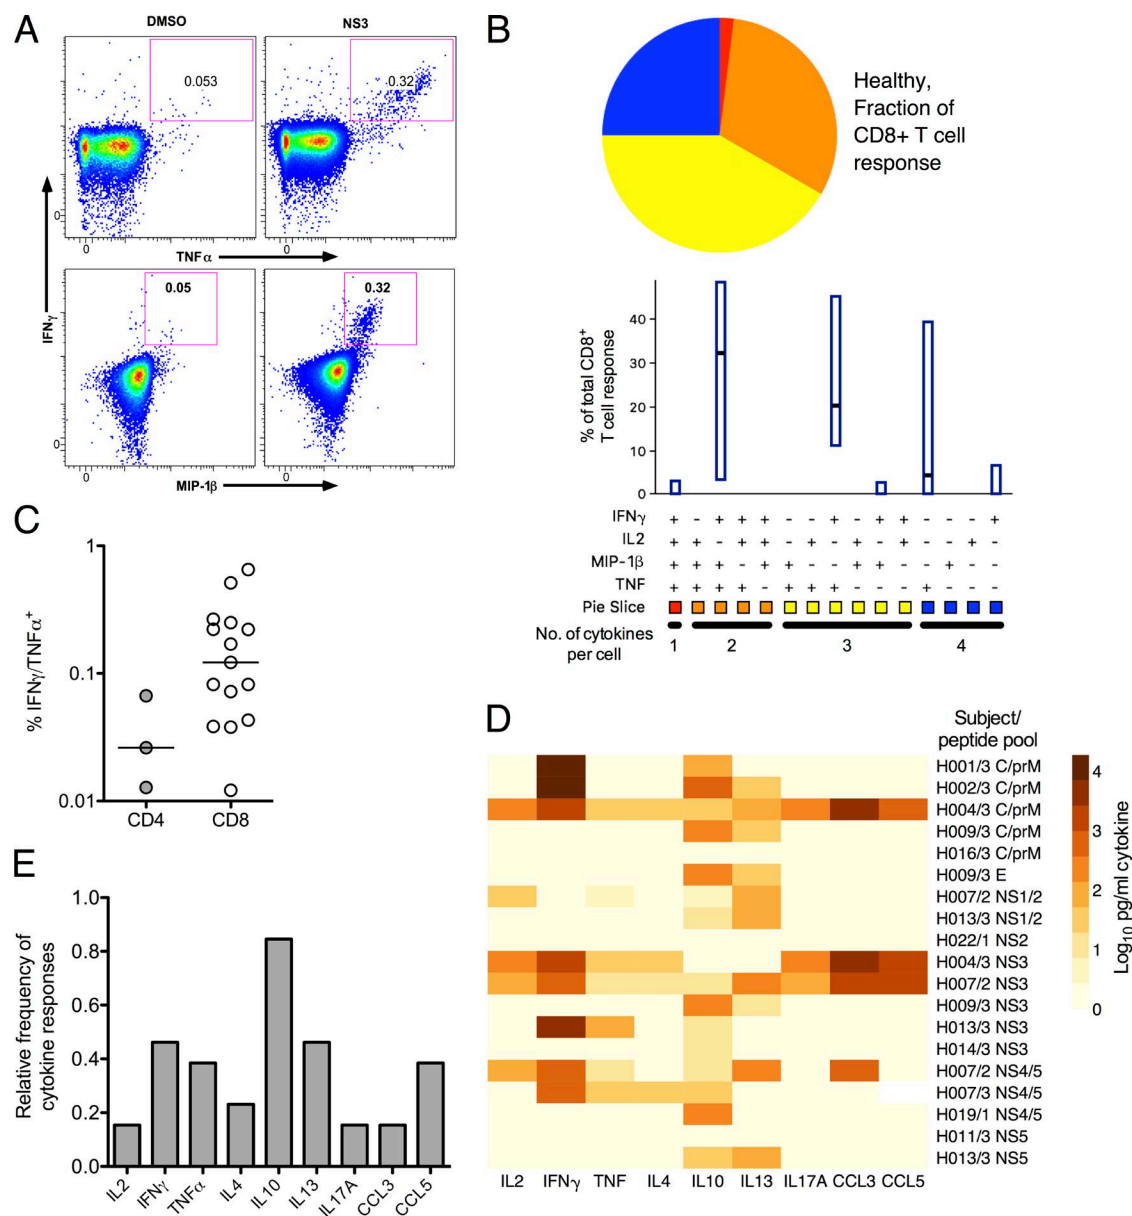 A
DMSO
NS3
0.053
0.32
0
0
0
TNF α
0.05
0.32
IFNγ
0
0
0
MIP-1β
B
Healthy,
Fraction of
CD8+ T cell
response
% of total CD8+
T cell response
40
30
20
10
0
IFNγ + - + + + - - + - + + - - - +
IL2 + + - + + - + - + - + - - + -
MIP-1β + + + - + + - - + + - - + - -
TNF + + + + - + + + - - - + - - -
Pie Slice
No. of cytokines
per cell
1 2 3 4
C
% IFNγ/TNFα+
1
0.1
0.01
CD4 CD8
D
Subject/
peptide pool
H001/3 C/prM
H002/3 C/prM
H004/3 C/prM
H009/3 C/prM
H016/3 C/prM
H009/3 E
H007/2 NS1/2
H013/3 NS1/2
H022/1 NS2
H004/3 NS3
H007/2 NS3
H009/3 NS3
H013/3 NS3
H014/3 NS3
H007/2 NS4/5
H007/3 NS4/5
H019/1 NS4/5
H011/3 NS5
H013/3 NS5
IL2 IFNγ TNF IL4 IL10 IL13 IL17A CCL3 CCL5
4
3
2
1
0
Log10 pg/ml cytokine
E
Relative frequency of
cytokine responses
1.0
0.8
0.6
0.4
0.2
0.0
IL2 IFNγ TNFα IL4 IL10 IL13 IL17A CCL3 CCL5